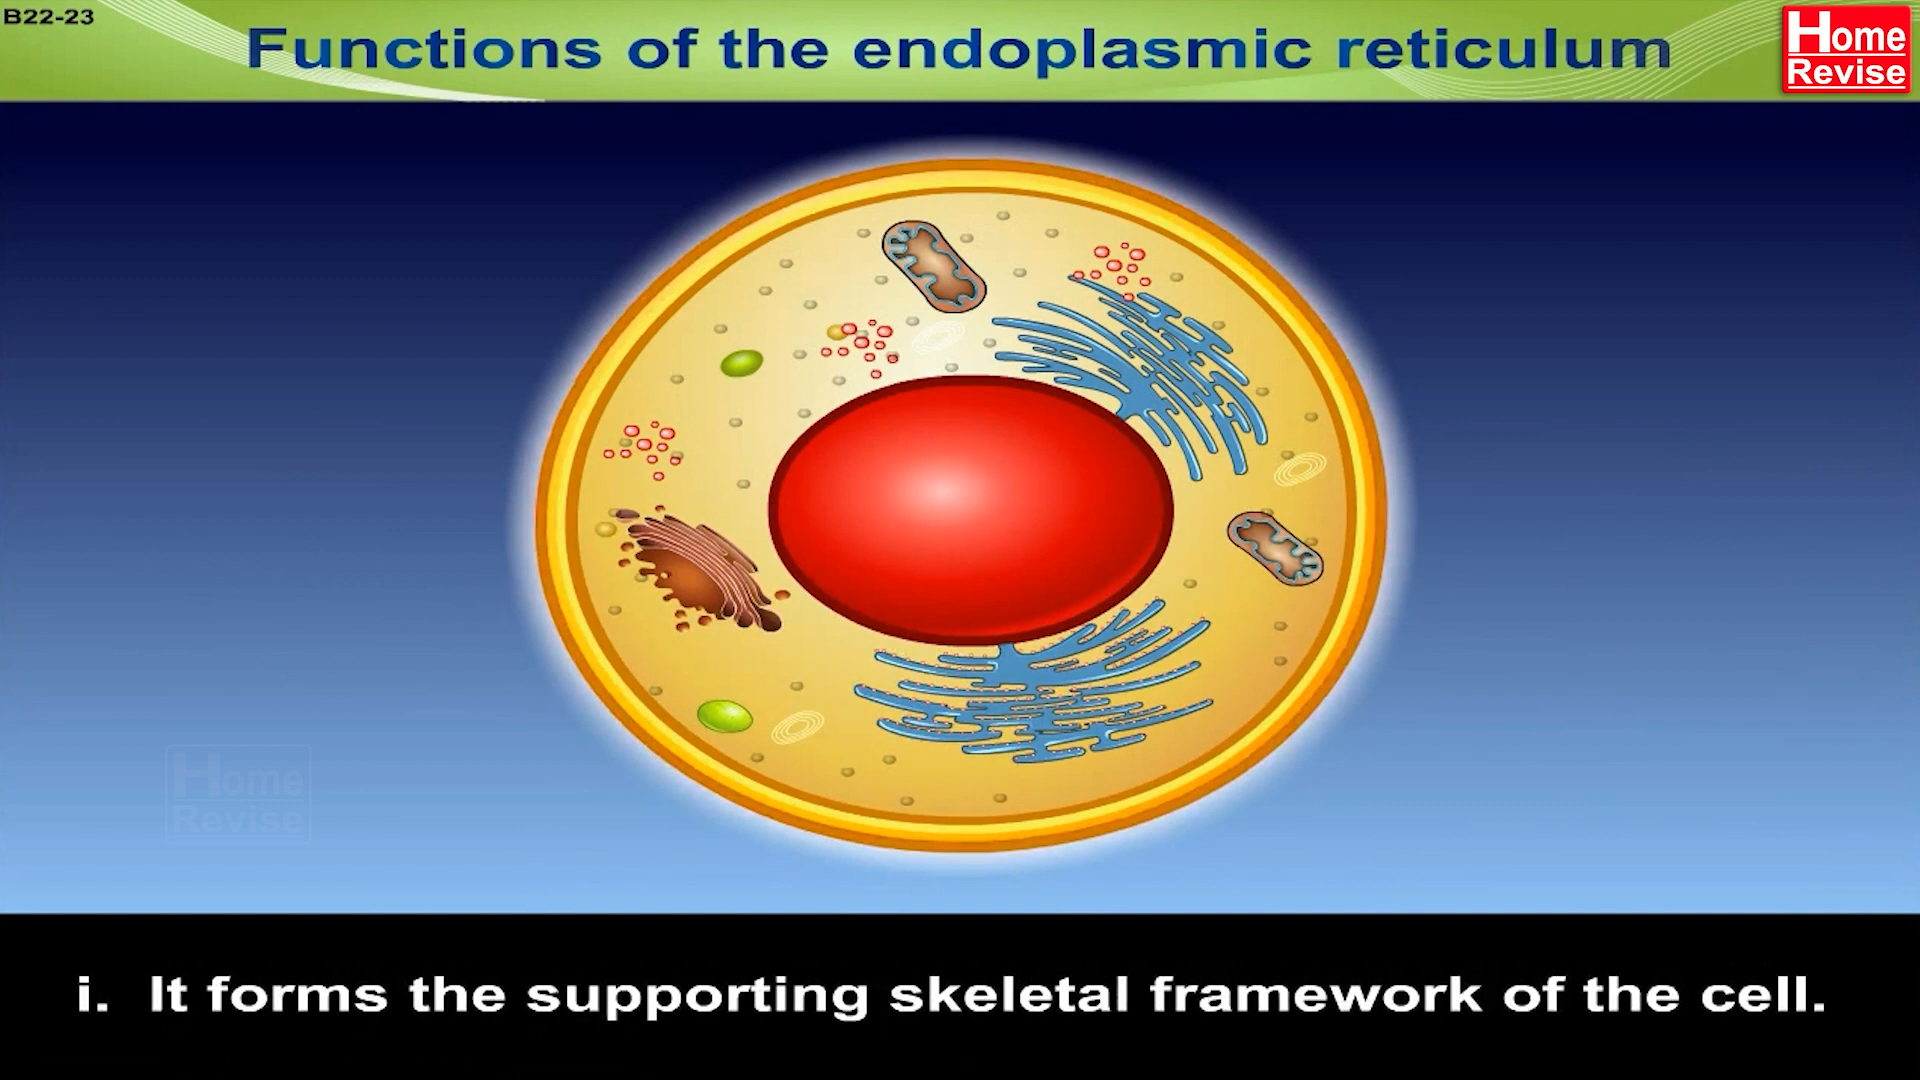 B22-23
Functions of the endoplasmic reticulum
Home
Revise
Home
Revise
i. It forms the supporting skeletal framework of the cell.